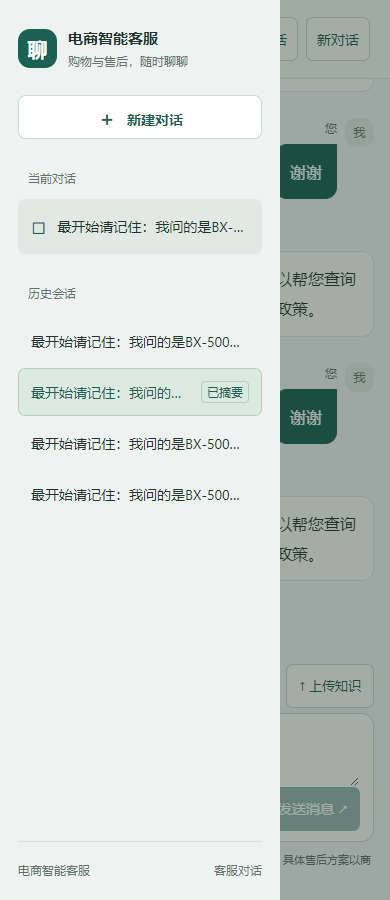 聊
电商智能客服
购物与售后，随时聊聊
＋ 新建对话
当前对话
最开始请记住：我问的是BX-...
历史会话
最开始请记住：我问的是BX-500...
最开始请记住：我问的... 已摘要
最开始请记住：我问的是BX-500...
最开始请记住：我问的是BX-500...
电商智能客服 客服对话
话 新对话
您 我
谢谢
以帮您查询
政策。
您 我
谢谢
以帮您查询
政策。
↑ 上传知识
发送消息 ↗
具体售后方案以商